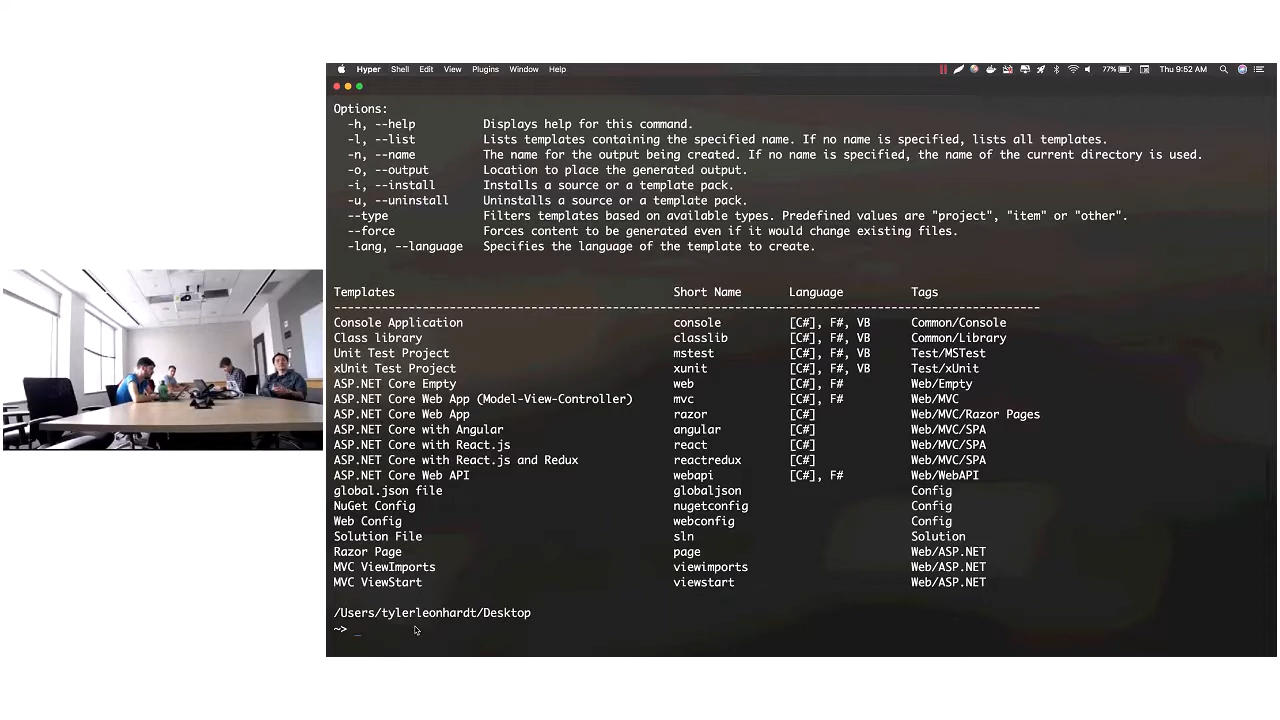 Hyper Shell Edit View Plugins Window Help 77% Thu 9:52 AM
Options:
-h, --help Displays help for this command.
-l, --list Lists templates containing the specified name. If no name is specified, lists all templates.
-n, --name The name for the output being created. If no name is specified, the name of the current directory is used.
-o, --output Location to place the generated output.
-i, --install Installs a source or a template pack.
-u, --uninstall Uninstalls a source or a template pack.
--type Filters templates based on available types. Predefined values are "project", "item" or "other".
--force Forces content to be generated even if it would change existing files.
-lang, --language Specifies the language of the template to create.
Templates Short Name Language Tags
--------------------------------------------------------------------------------------------------------
Console Application console [C#], F#, VB Common/Console
Class library classlib [C#], F#, VB Common/Library
Unit Test Project mstest [C#], F#, VB Test/MSTest
xUnit Test Project xunit [C#], F#, VB Test/xUnit
ASP.NET Core Empty web [C#], F# Web/Empty
ASP.NET Core Web App (Model-View-Controller) mvc [C#], F# Web/MVC
ASP.NET Core Web App razor [C#] Web/MVC/Razor Pages
ASP.NET Core with Angular angular [C#] Web/MVC/SPA
ASP.NET Core with React.js react [C#] Web/MVC/SPA
ASP.NET Core with React.js and Redux reactredux [C#] Web/MVC/SPA
ASP.NET Core Web API webapi [C#], F# Web/WebAPI
global.json file globaljson Config
NuGet Config nugetconfig Config
Web Config webconfig Config
Solution File sln Solution
Razor Page page Web/ASP.NET
MVC ViewImports viewimports Web/ASP.NET
MVC ViewStart viewstart Web/ASP.NET
/Users/tylerleonhardt/Desktop
~> _